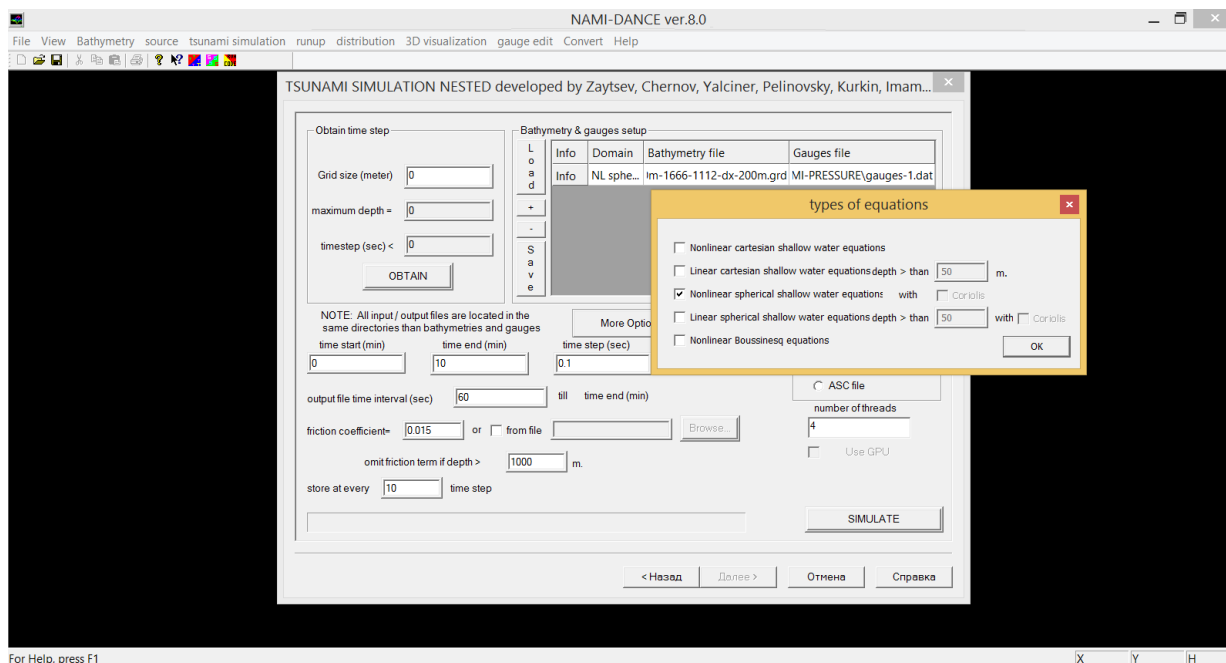 NAMI-DANCE ver.8.0
File View Bathymetry source tsunami simulation runup distribution 3D visualization gauge edit Convert Help
TSUNAMI SIMULATION NESTED developed by Zaytsev, Chernov, Yalciner, Pelinovsky, Kurkin, Imam...
Obtain time step
Grid size (meter) 0
maximum depth = 0
timestep (sec) < 0
OBTAIN
Bathymetry & gauges setup
Load
+
-
Save
Info Domain Bathymetry file Gauges file
Info NL sphe... m-1666-1112-dx-200m.grd MI-PRESSURE\gauges-1.dat
types of equations
Nonlinear cartesian shallow water equations
Linear cartesian shallow water equations depth > than 50 m.
Nonlinear spherical shallow water equations with Coriolis
Linear spherical shallow water equations depth > than 50 with Coriolis
Nonlinear Boussinesq equations
OK
NOTE: All input / output files are located in the
same directories than bathymetries and gauges
More Optio
time start (min) time end (min) time step (sec)
0 10 0.1
output file time interval (sec) 60 till time end (min)
ASC file
number of threads
4
Use GPU
friction coefficient= 0.015 or from file Browse...
omit friction term if depth > 1000 m.
store at every 10 time step
SIMULATE
< Назад Далее > Отмена Справка
For Help, press F1 X Y H